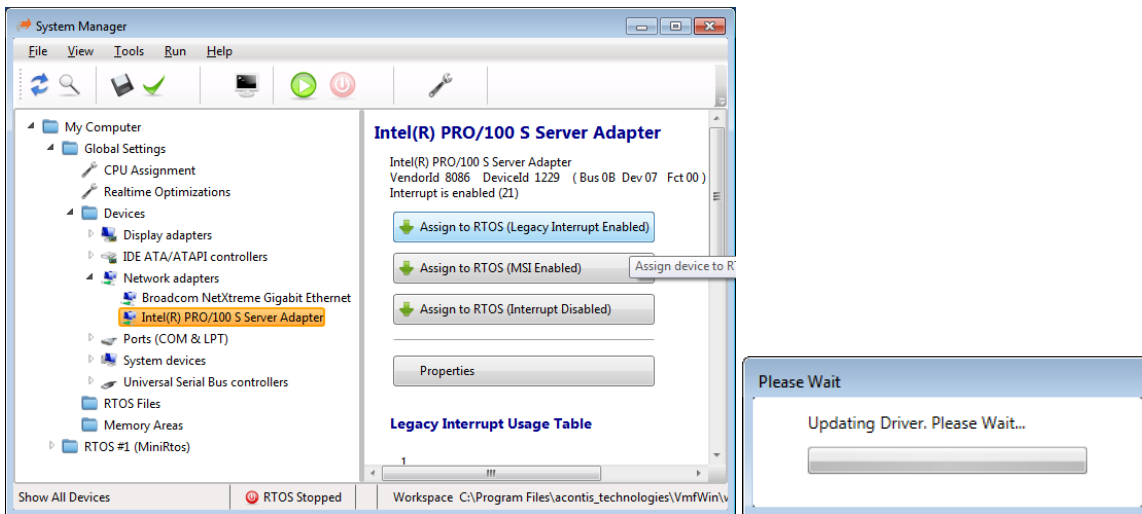 System Manager
File View Tools Run Help
My Computer
Global Settings
CPU Assignment
Realtime Optimizations
Devices
Display adapters
IDE ATA/ATAPI controllers
Network adapters
Broadcom NetXtreme Gigabit Ethernet
Intel(R) PRO/100 S Server Adapter
Ports (COM & LPT)
System devices
Universal Serial Bus controllers
RTOS Files
Memory Areas
RTOS #1 (MiniRtos)
Intel(R) PRO/100 S Server Adapter
Intel(R) PRO/100 S Server Adapter
VendorId 8086 DeviceId 1229 ( Bus 0B Dev 07 Fct 00 )
Interrupt is enabled (21)
Assign to RTOS (Legacy Interrupt Enabled)
Assign to RTOS (MSI Enabled)
Assign device to R
Assign to RTOS (Interrupt Disabled)
Properties
Legacy Interrupt Usage Table
1
Show All Devices
RTOS Stopped
Workspace C:\Program Files\acontis_technologies\VmfWin\
Please Wait
Updating Driver. Please Wait...